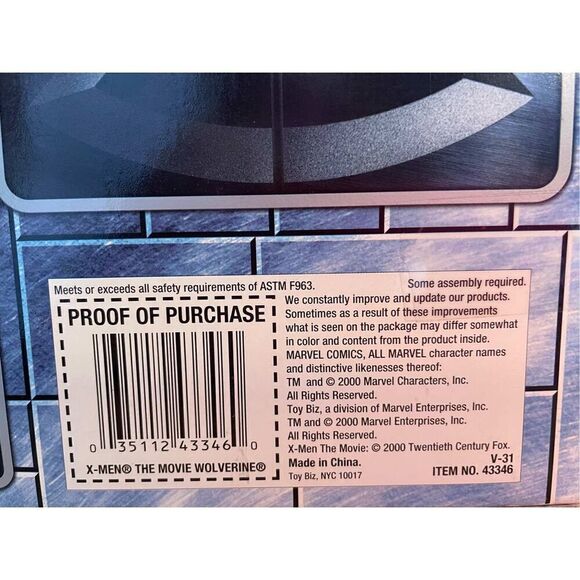 Meets or exceeds all safety requirements of ASTM F963.
Some assembly required.
PROOF OF PURCHASE
0 35112 43346 0
X-MEN® THE MOVIE WOLVERINE®
We constantly improve and update our products.
Sometimes as a result of these improvements
what is seen on the package may differ somewhat
in color and content from the product inside.
MARVEL COMICS, ALL MARVEL character names
and distinctive likenesses thereof:
TM and © 2000 Marvel Characters, Inc.
All Rights Reserved.
Toy Biz, a division of Marvel Enterprises, Inc.
TM and © 2000 Marvel Enterprises, Inc.
All Rights Reserved.
X-Men The Movie: © 2000 Twentieth Century Fox.
Made in China.
V-31
Toy Biz, NYC 10017
ITEM NO. 43346